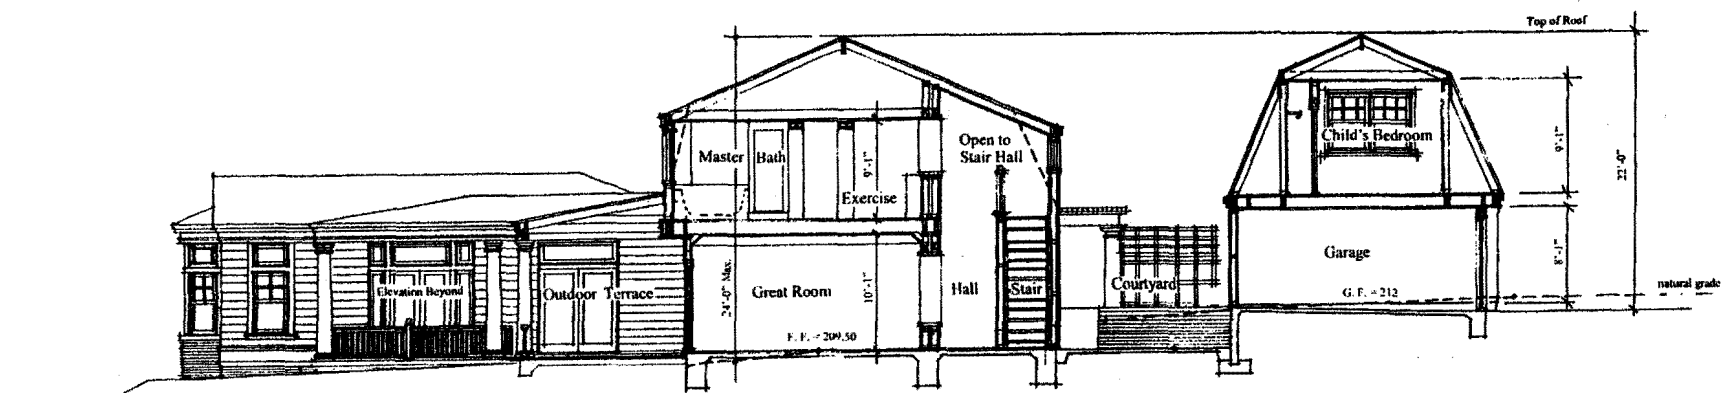 Top of Roof
Child's Bedroom
9'-1"
22'-0"
Master
Bath
Open to
Stair Hall
9'-1"
Exercise
Garage
8'-1"
Elevation Beyond
Outdoor Terrace
24'-0" Max.
Great Room
10'-1"
Hall
Stair
Courtyard
G. F. = 212
natural grade
F. F. = 209.50